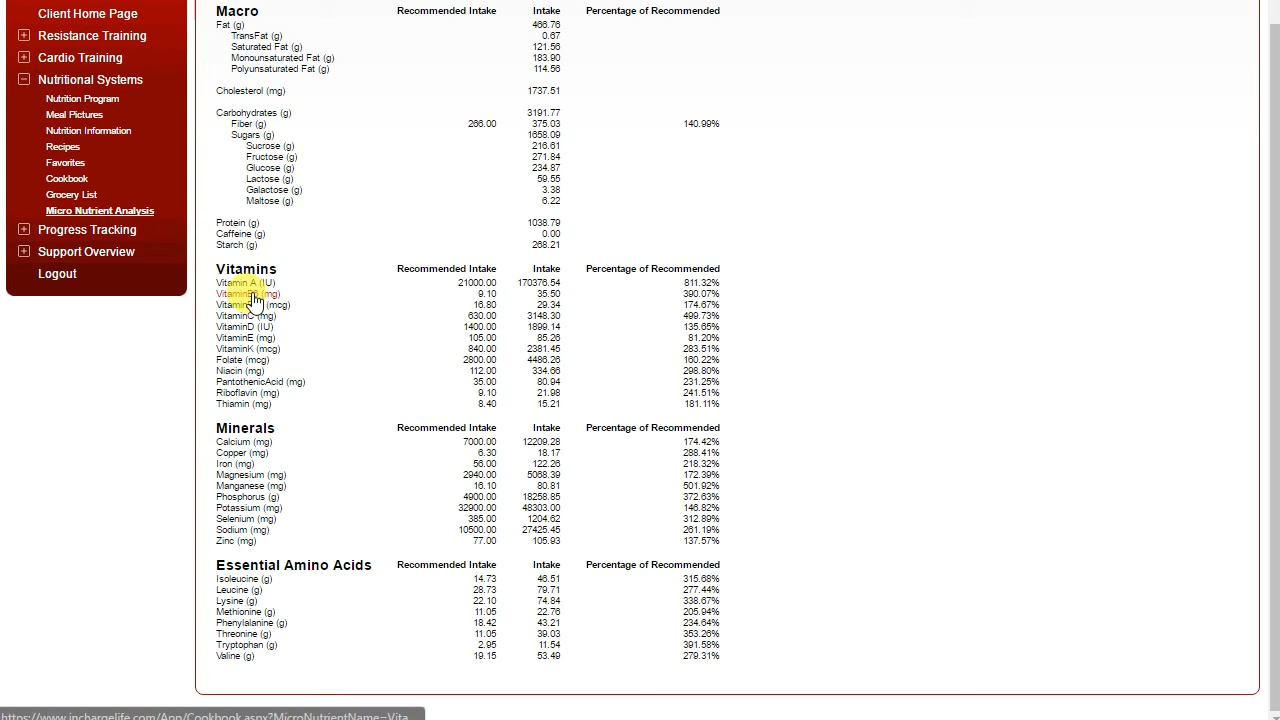 Client Home Page
Resistance Training
Cardio Training
Nutritional Systems
Nutrition Program
Meal Pictures
Nutrition Information
Recipes
Favorites
Cookbook
Grocery List
Micro Nutrient Analysis
Progress Tracking
Support Overview
Logout
Macro Recommended Intake Intake Percentage of Recommended
Fat (g) 466.76
TransFat (g) 0.67
Saturated Fat (g) 121.56
Monounsaturated Fat (g) 183.90
Polyunsaturated Fat (g) 114.56
Cholesterol (mg) 1737.51
Carbohydrates (g) 3191.77
Fiber (g) 266.00 375.03 140.99%
Sugars (g) 1658.09
Sucrose (g) 216.61
Fructose (g) 271.84
Glucose (g) 234.87
Lactose (g) 59.55
Galactose (g) 3.38
Maltose (g) 6.22
Protein (g) 1038.79
Caffeine (g) 0.00
Starch (g) 268.21
Vitamins Recommended Intake Intake Percentage of Recommended
Vitamin A (IU) 21000.00 170376.54 811.32%
(mg) 9.10 35.50 390.07%
(mcg) 16.80 29.34 174.67%
VitaminC (mg) 630.00 3148.30 499.73%
VitaminD (IU) 1400.00 1899.14 135.65%
VitaminE (mg) 105.00 85.26 81.20%
VitaminK (mcg) 840.00 2381.45 283.51%
Folate (mcg) 2800.00 4486.26 160.22%
Niacin (mg) 112.00 334.66 298.80%
PantothenicAcid (mg) 35.00 80.94 231.25%
Riboflavin (mg) 9.10 21.98 241.51%
Thiamin (mg) 8.40 15.21 181.11%
Minerals Recommended Intake Intake Percentage of Recommended
Calcium (mg) 7000.00 12209.28 174.42%
Copper (mg) 6.30 18.17 288.41%
Iron (mg) 56.00 122.26 218.32%
Magnesium (mg) 2940.00 5068.39 172.39%
Manganese (mg) 16.10 80.81 501.92%
Phosphorus (g) 4900.00 18258.85 372.63%
Potassium (mg) 32900.00 48303.00 146.82%
Selenium (mg) 385.00 1204.62 312.89%
Sodium (mg) 10500.00 27425.45 261.19%
Zinc (mg) 77.00 105.93 137.57%
Essential Amino Acids Recommended Intake Intake Percentage of Recommended
Isoleucine (g) 14.73 46.51 315.68%
Leucine (g) 28.73 79.71 277.44%
Lysine (g) 22.10 74.84 338.67%
Methionine (g) 11.05 22.76 205.94%
Phenylalanine (g) 18.42 43.21 234.64%
Threonine (g) 11.05 39.03 353.26%
Tryptophan (g) 2.95 11.54 391.58%
Valine (g) 19.15 53.49 279.31%
https://www.inchargelife.com/App/Cookbook.aspx?MicroNutrientName=Vita